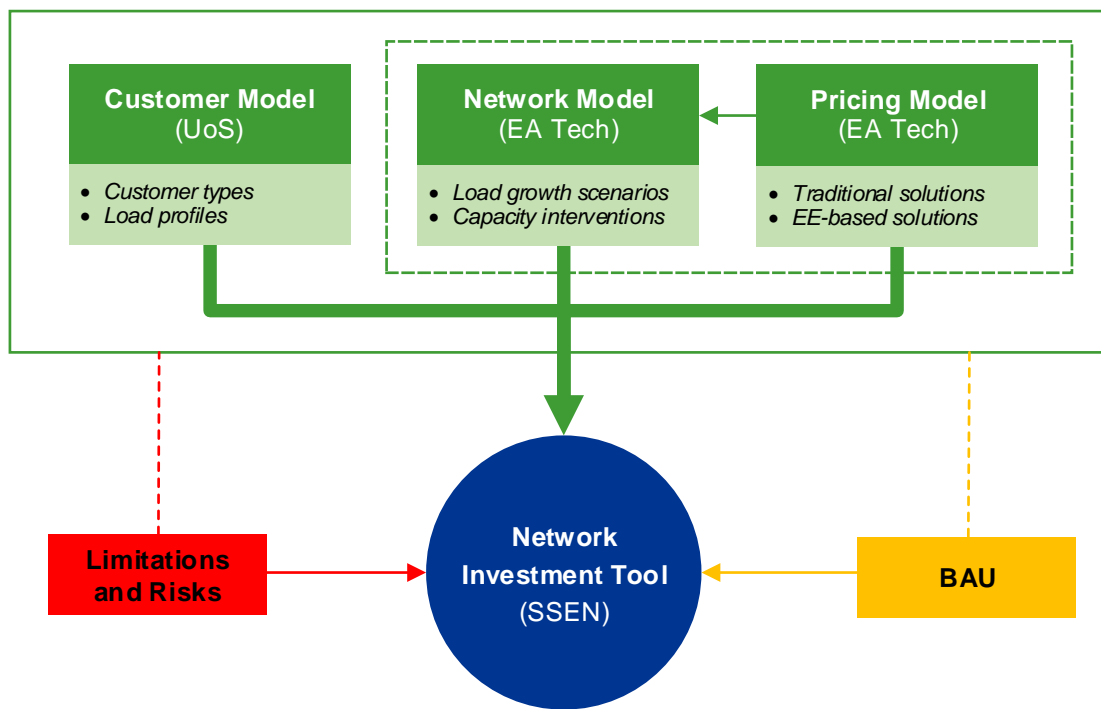 Customer Model
(UoS)
• Customer types
• Load profiles
Network Model
(EA Tech)
• Load growth scenarios
• Capacity interventions
Pricing Model
(EA Tech)
• Traditional solutions
• EE-based solutions
Limitations
and Risks
Network
Investment Tool
(SSEN)
BAU